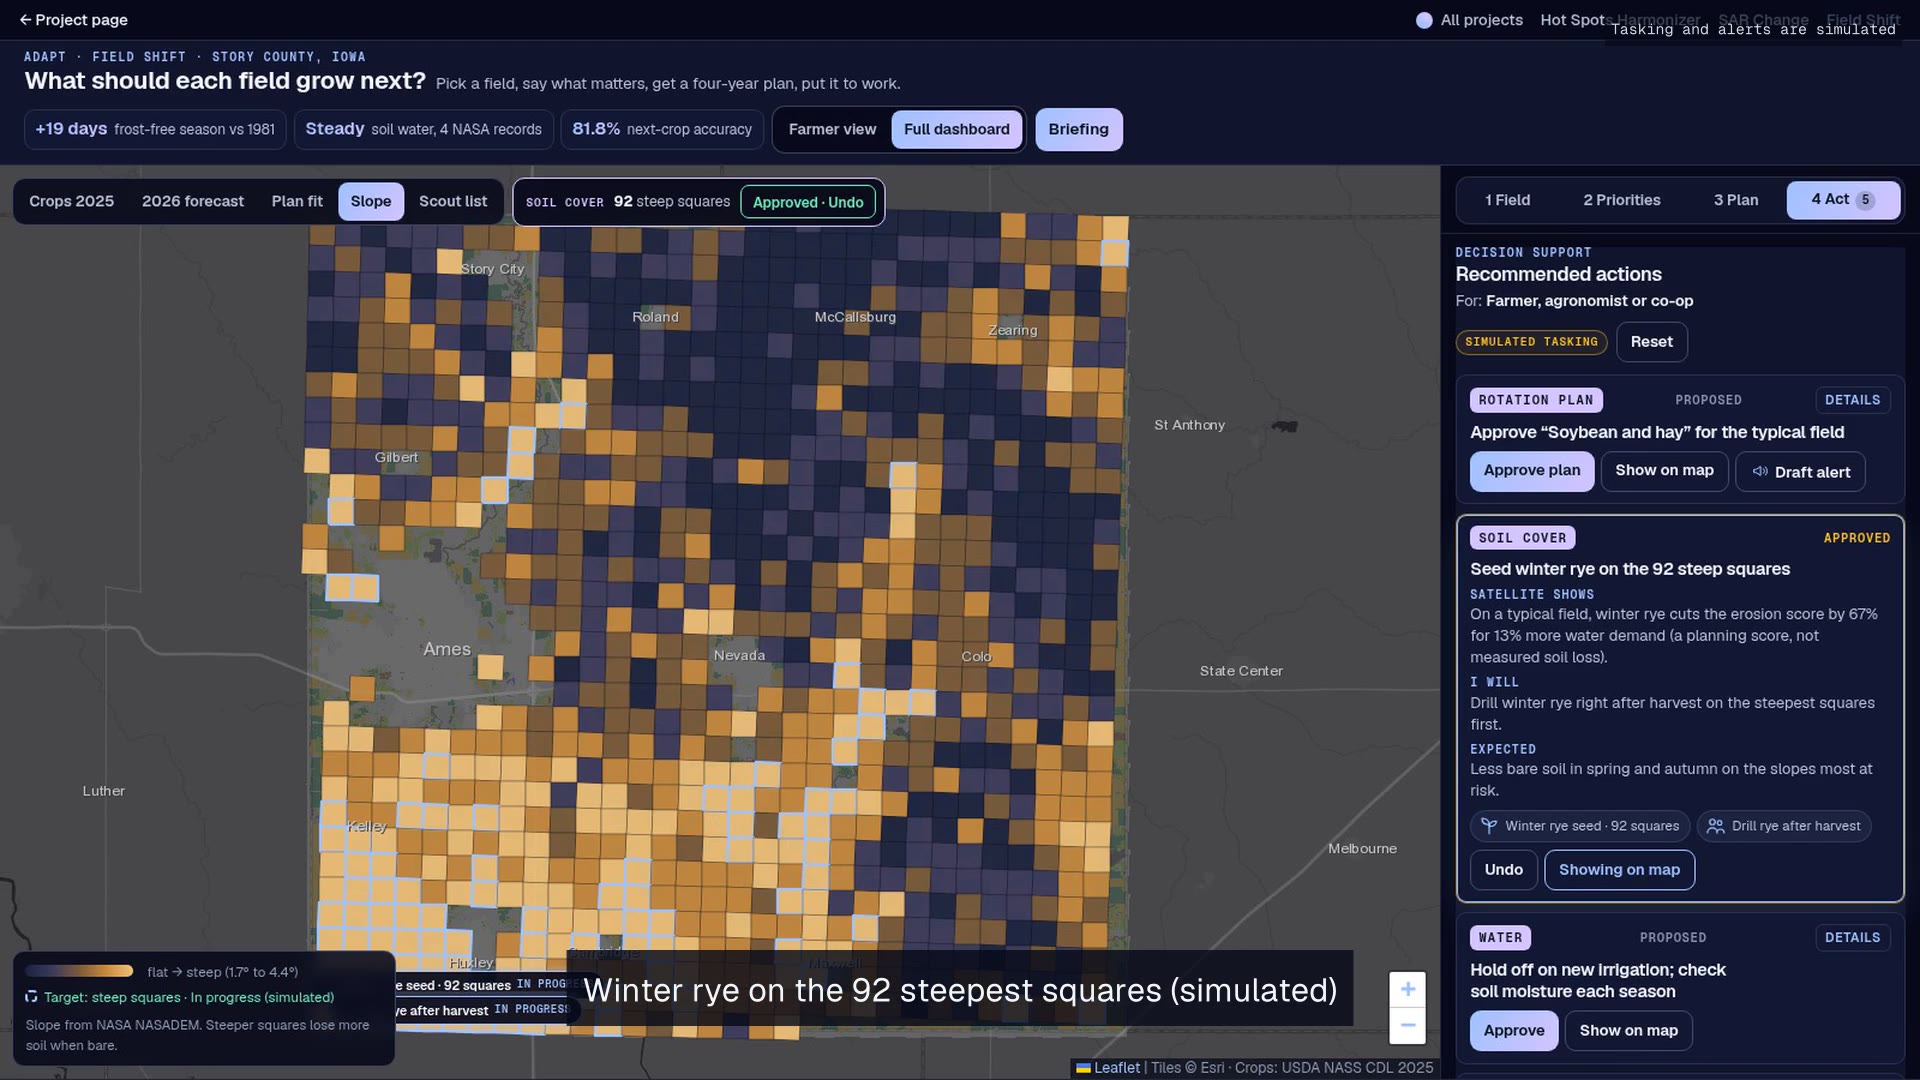 ← Project page
All projects
Hot Spots Harmonizer
SAR Change
Field Shift
Tasking and alerts are simulated
ADAPT · FIELD SHIFT · STORY COUNTY, IOWA
What should each field grow next? Pick a field, say what matters, get a four-year plan, put it to work.
+19 days frost-free season vs 1981
Steady soil water, 4 NASA records
81.8% next-crop accuracy
Farmer view
Full dashboard
Briefing
Crops 2025
2026 forecast
Plan fit
Slope
Scout list
SOIL COVER 92 steep squares
Approved · Undo
Story City
Roland
McCallsburg
Zearing
St Anthony
Gilbert
Ames
Nevada
Colo
State Center
Luther
Kelley
Melbourne
Huxley
Cambridge
Maxwell
flat → steep (1.7° to 4.4°)
Target: steep squares · In progress (simulated)
Slope from NASA NASADEM. Steeper squares lose more
soil when bare.
e seed · 92 squares IN PROGRE
ye after harvest IN PROGRESS
Winter rye on the 92 steepest squares (simulated)
+
−
Leaflet | Tiles © Esri · Crops: USDA NASS CDL 2025
1 Field
2 Priorities
3 Plan
4 Act 5
DECISION SUPPORT
Recommended actions
For: Farmer, agronomist or co-op
SIMULATED TASKING
Reset
ROTATION PLAN
PROPOSED
DETAILS
Approve “Soybean and hay” for the typical field
Approve plan
Show on map
Draft alert
SOIL COVER
APPROVED
Seed winter rye on the 92 steep squares
SATELLITE SHOWS
On a typical field, winter rye cuts the erosion score by 67%
for 13% more water demand (a planning score, not
measured soil loss).
I WILL
Drill winter rye right after harvest on the steepest squares
first.
EXPECTED
Less bare soil in spring and autumn on the slopes most at
risk.
Winter rye seed · 92 squares
Drill rye after harvest
Undo
Showing on map
WATER
PROPOSED
DETAILS
Hold off on new irrigation; check
soil moisture each season
Approve
Show on map